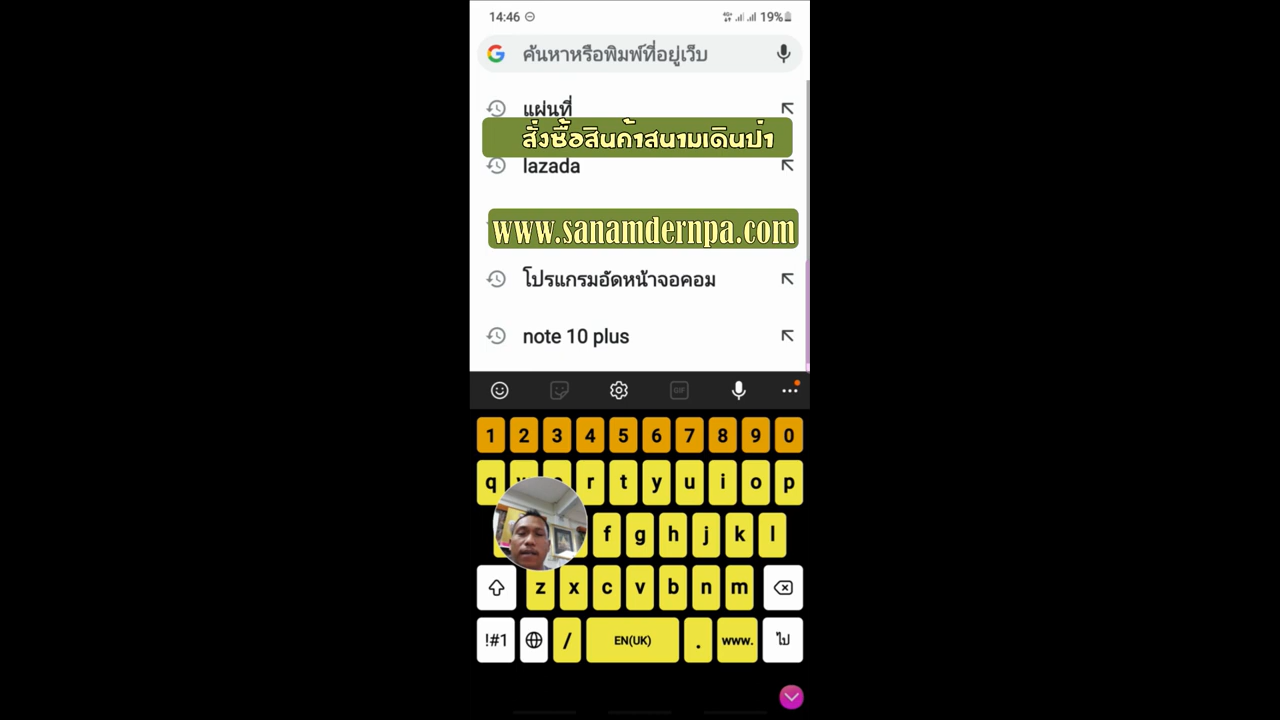 14:46
4G+ 19%
ค้นหาหรือพิมพ์ที่อยู่เว็บ
แผ่นที่
สั่งซื้อสินค้าสนามเดินป่า
lazada
www.sanamdernpa.com
โปรแกรมอัดหน้าจอคอม
note 10 plus
GIF
1 2 3 4 5 6 7 8 9 0
q r t y u i o p
f g h j k l
z x c v b n m
!#1 / EN(UK) . www. ไป